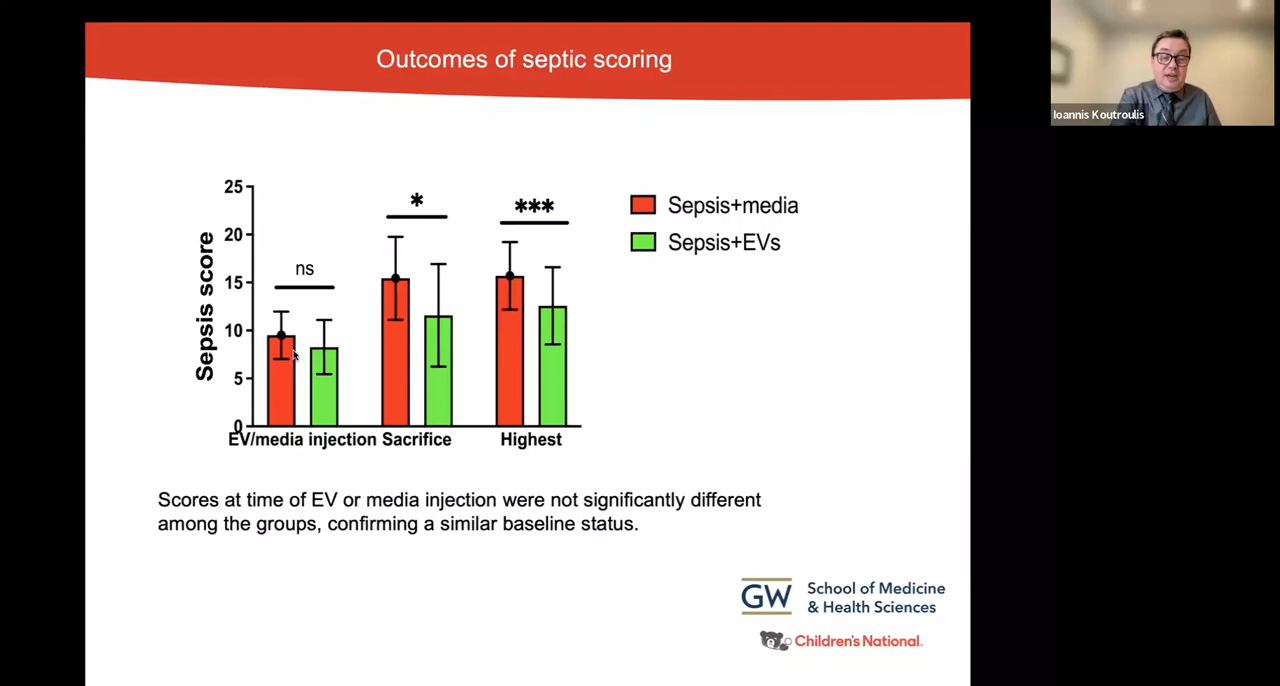 Outcomes of septic scoring
Ioannis Koutroulis
25
20
15
10
5
0
Sepsis score
ns
*
***
EV/media injection Sacrifice Highest
Sepsis+media
Sepsis+EVs
Scores at time of EV or media injection were not significantly different
among the groups, confirming a similar baseline status.
GW
School of Medicine
& Health Sciences
Children's National.